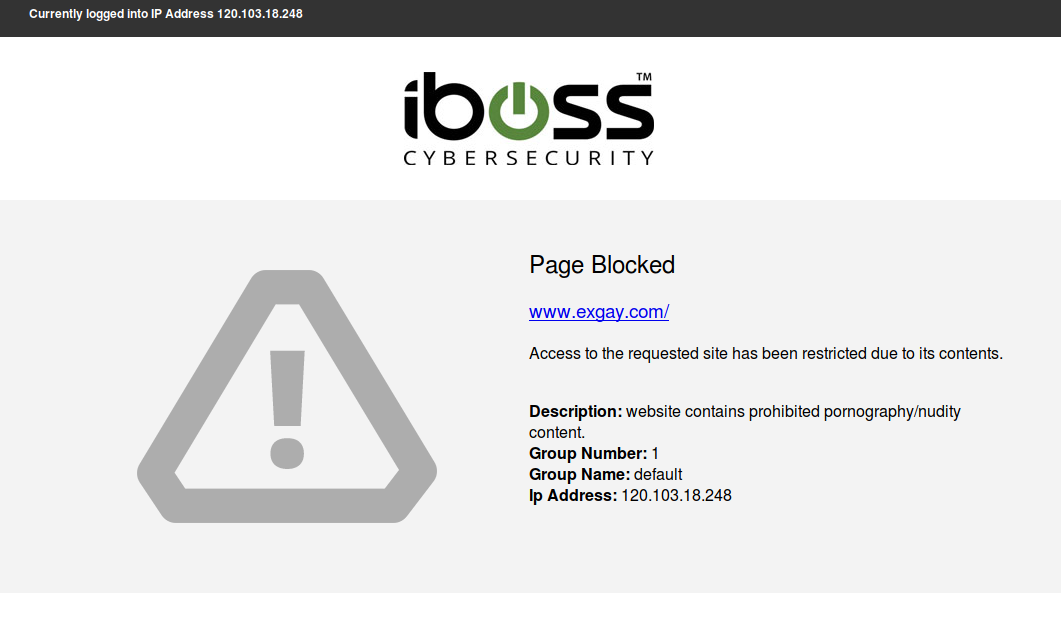 Currently logged into IP Address 120.103.18.248
iboss™
CYBERSECURITY
Page Blocked
www.exgay.com/
Access to the requested site has been restricted due to its contents.
Description: website contains prohibited pornography/nudity
content.
Group Number: 1
Group Name: default
Ip Address: 120.103.18.248